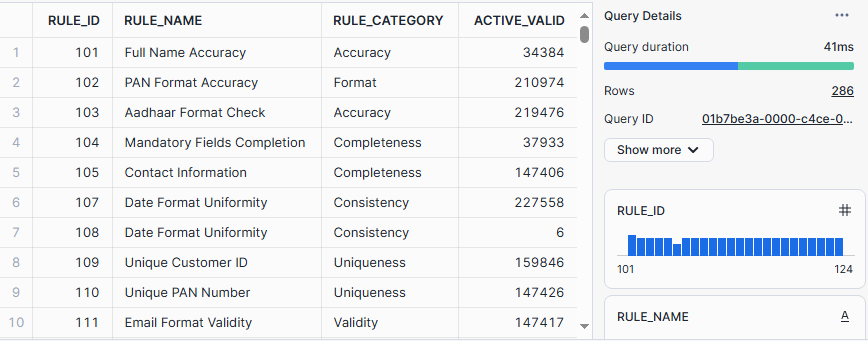 RULE_ID RULE_NAME RULE_CATEGORY ACTIVE_VALID
1 101 Full Name Accuracy Accuracy 34384
2 102 PAN Format Accuracy Format 210974
3 103 Aadhaar Format Check Accuracy 219476
4 104 Mandatory Fields Completion Completeness 37933
5 105 Contact Information Completeness 147406
6 107 Date Format Uniformity Consistency 227558
7 108 Date Format Uniformity Consistency 6
8 109 Unique Customer ID Uniqueness 159846
9 110 Unique PAN Number Uniqueness 147426
10 111 Email Format Validity Validity 147417
Query Details ...
Query duration 41ms
Rows 286
Query ID 01b7be3a-0000-c4ce-0...
Show more
RULE_ID #
101 124
RULE_NAME A